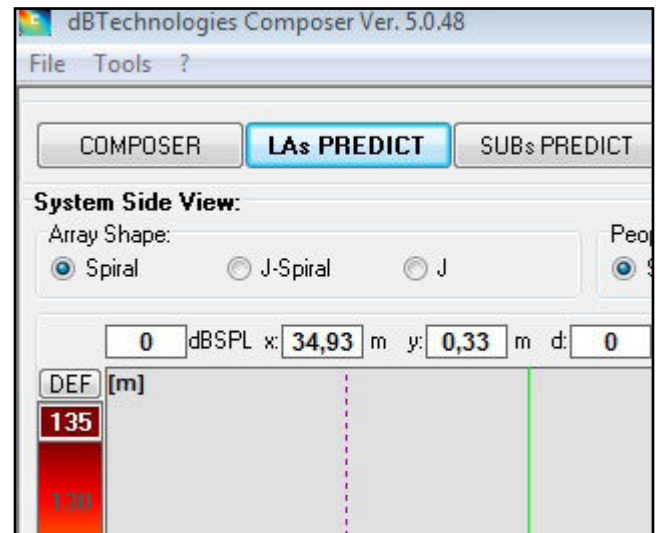 dBTechnologies Composer Ver. 5.0.48
File Tools ?
COMPOSER LAs PREDICT SUBs PREDICT
System Side View:
Array Shape:
Spiral J-Spiral J
0 dBSPL x: 34,93 m y: 0,33 m d: 0
DEF [m]
135
130